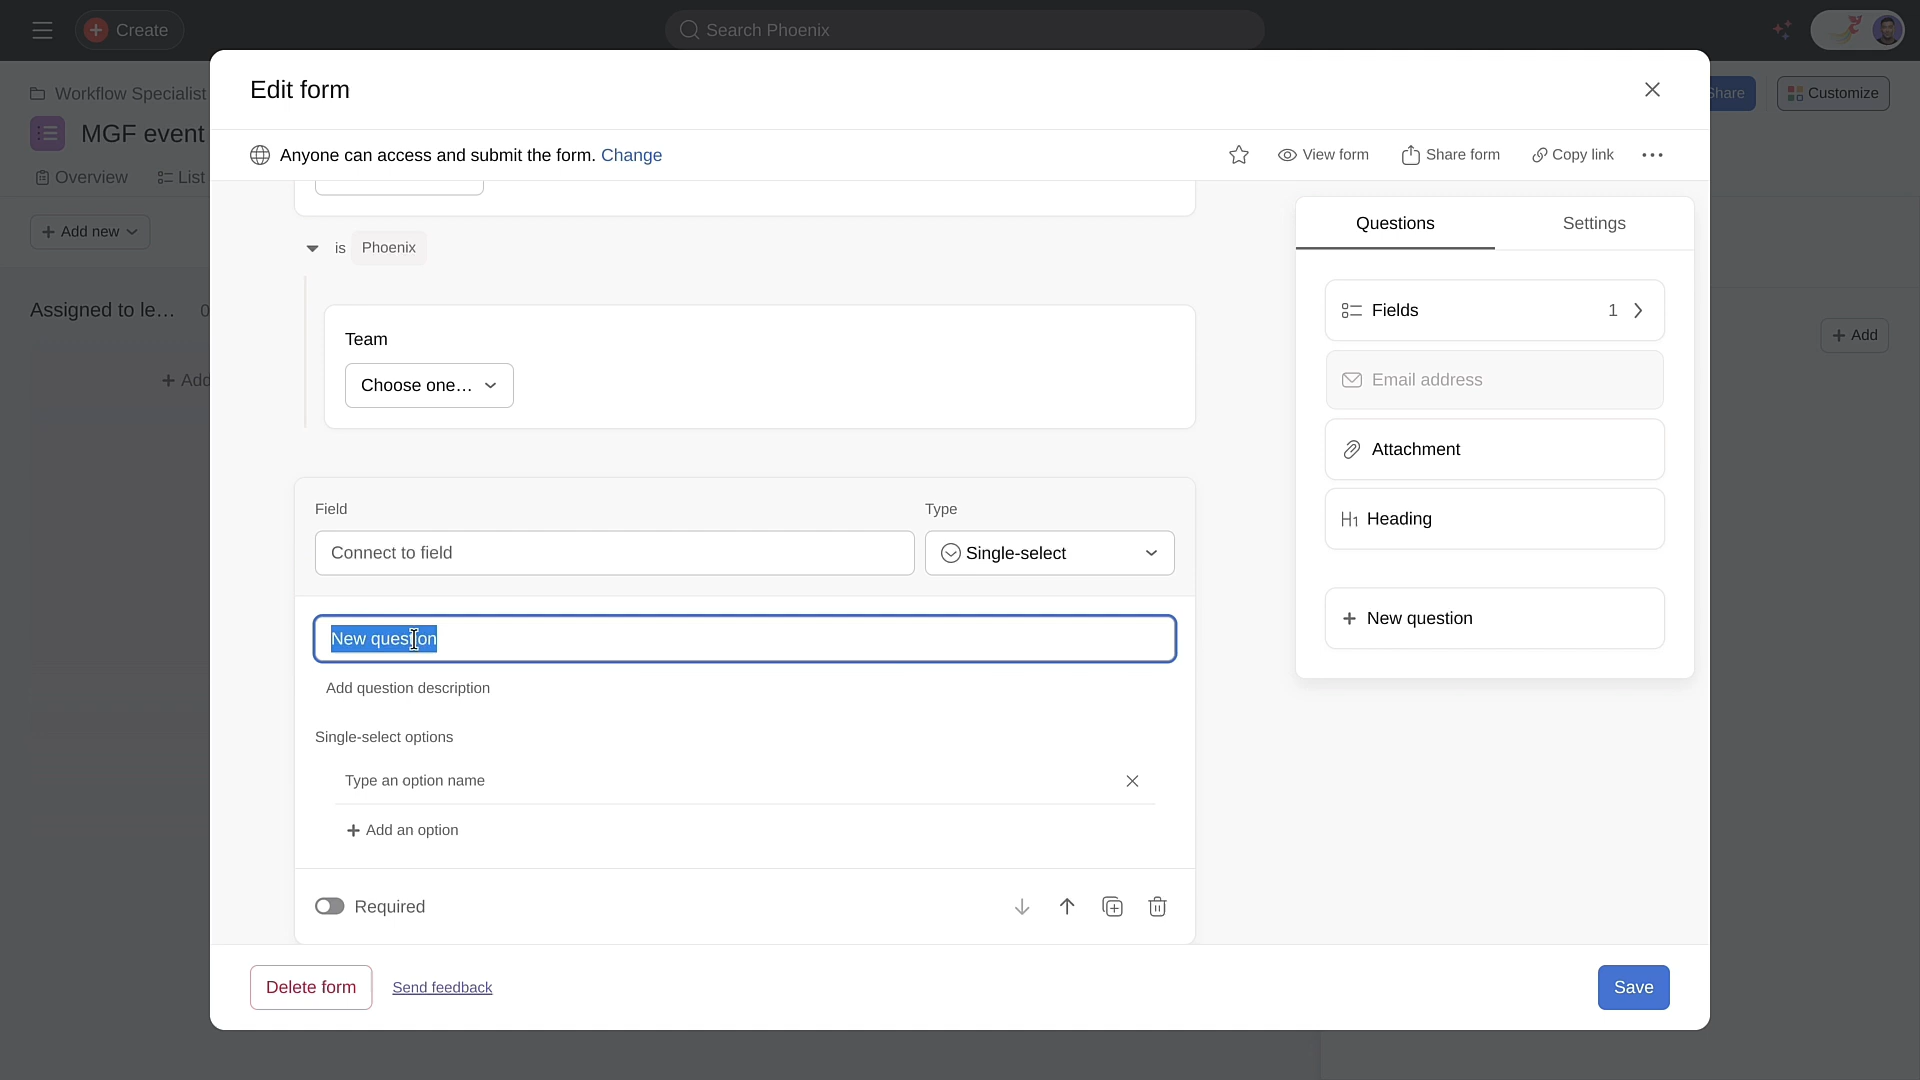 Create
Search Phoenix
Workflow Specialist
MGF event
Overview
List
Share
Customize
Add new
Assigned to le... 0
Add
Add
Edit form
Anyone can access and submit the form. Change
View form
Share form
Copy link
is Phoenix
Team
Choose one...
Field
Type
Connect to field
Single-select
New question
Add question description
Single-select options
Type an option name
Add an option
Required
Questions
Settings
Fields 1
Email address
Attachment
H1 Heading
New question
Delete form
Send feedback
Save